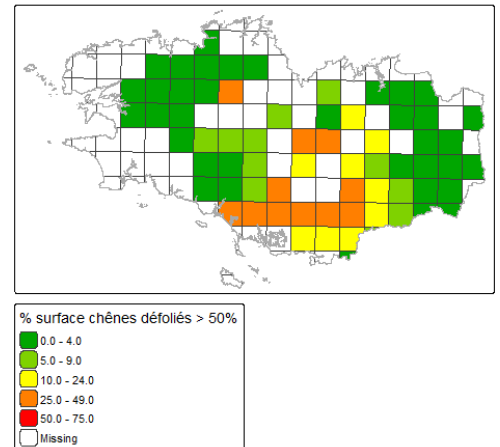 % surface chênes défoliés > 50%
0.0 - 4.0
5.0 - 9.0
10.0 - 24.0
25.0 - 49.0
50.0 - 75.0
Missing